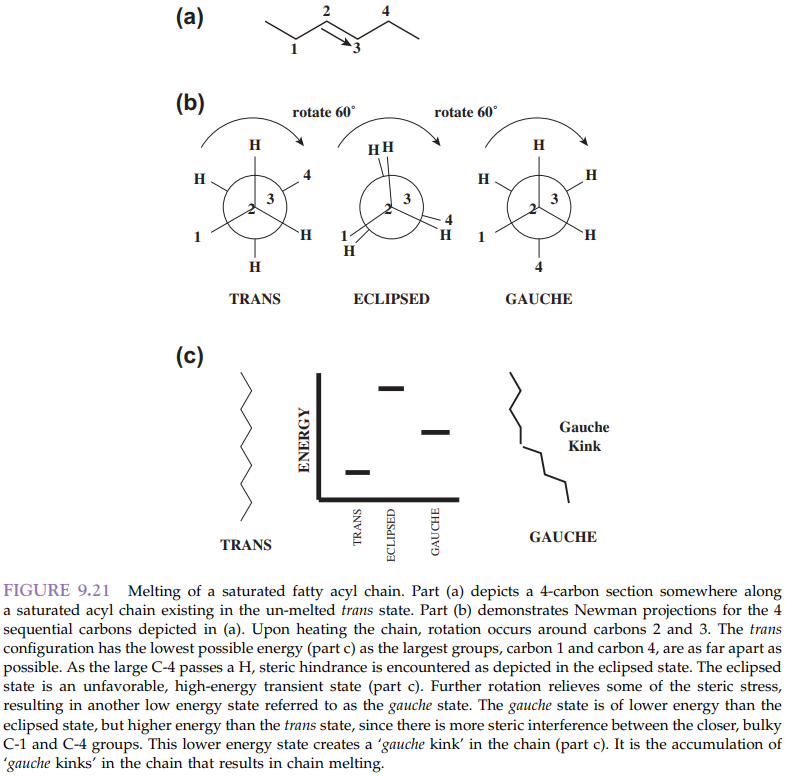 (a)
2 4
1 3
(b)
rotate 60° rotate 60°
H H H H
H 4 H H
2 3 2 3 2 3
1 H 1 4 1 H
H H
H 4
H
TRANS ECLIPSED GAUCHE
(c)
ENERGY
Gauche
Kink
TRANS
ECLIPSED
GAUCHE
TRANS
GAUCHE
FIGURE 9.21 Melting of a saturated fatty acyl chain. Part (a) depicts a 4-carbon section somewhere along
a saturated acyl chain existing in the un-melted trans state. Part (b) demonstrates Newman projections for the 4
sequential carbons depicted in (a). Upon heating the chain, rotation occurs around carbons 2 and 3. The trans
configuration has the lowest possible energy (part c) as the largest groups, carbon 1 and carbon 4, are as far apart as
possible. As the large C-4 passes a H, steric hindrance is encountered as depicted in the eclipsed state. The eclipsed
state is an unfavorable, high-energy transient state (part c). Further rotation relieves some of the steric stress,
resulting in another low energy state referred to as the gauche state. The gauche state is of lower energy than the
eclipsed state, but higher energy than the trans state, since there is more steric interference between the closer, bulky
C-1 and C-4 groups. This lower energy state creates a 'gauche kink' in the chain (part c). It is the accumulation of
'gauche kinks' in the chain that results in chain melting.